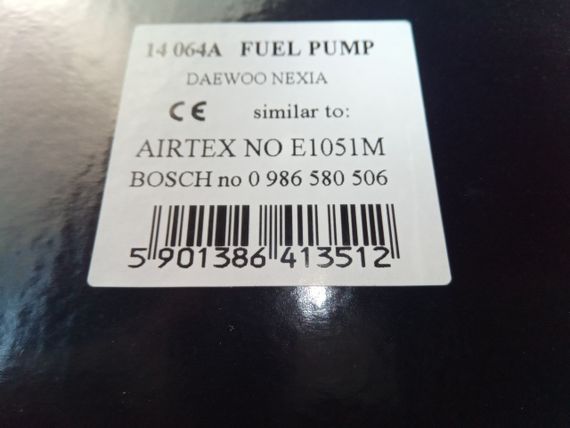 14 064A FUEL PUMP
DAEWOO NEXIA
CE similar to:
AIRTEX NO E1051M
BOSCH no 0 986 580 506
5 901386 413512